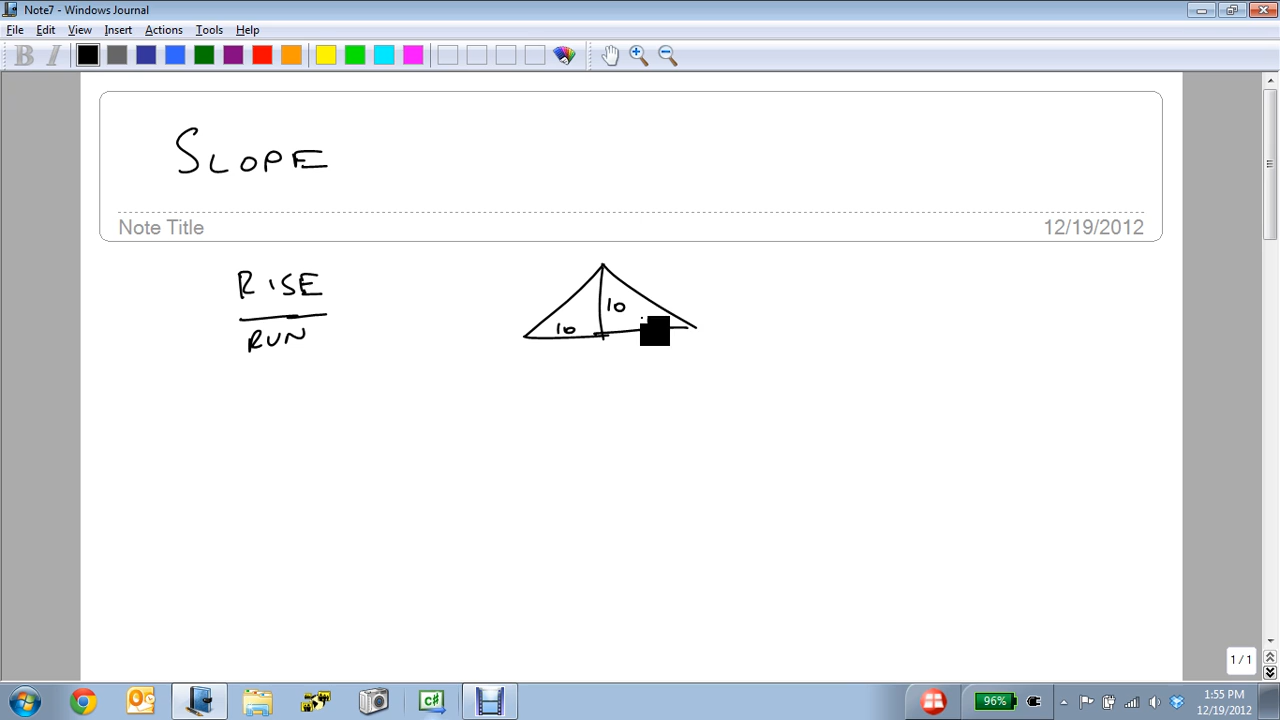 Note7 - Windows Journal
File Edit View Insert Actions Tools Help
B I
SLOPE
Note Title 12/19/2012
RISE
RUN
10
10
1 / 1
96%
1:55 PM
12/19/2012